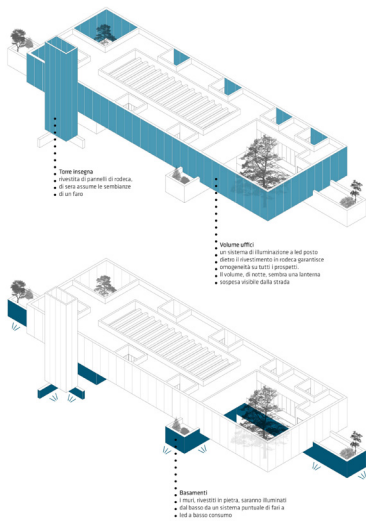 Torre insegna
rivestita di pannelli di rodeca,
di sera assume le sembianze
di un faro
Volume uffici
un sistema di illuminazione a led posto
dietro il rivestimento in rodeca garantisce
omogeneità su tutti i prospetti.
Il volume, di notte, sembra una lanterna
sospesa visibile dalla strada
Basamenti
i muri, rivestiti in pietra, saranno illuminati
dal basso da un sistema puntuale di fari a
led a basso consumo